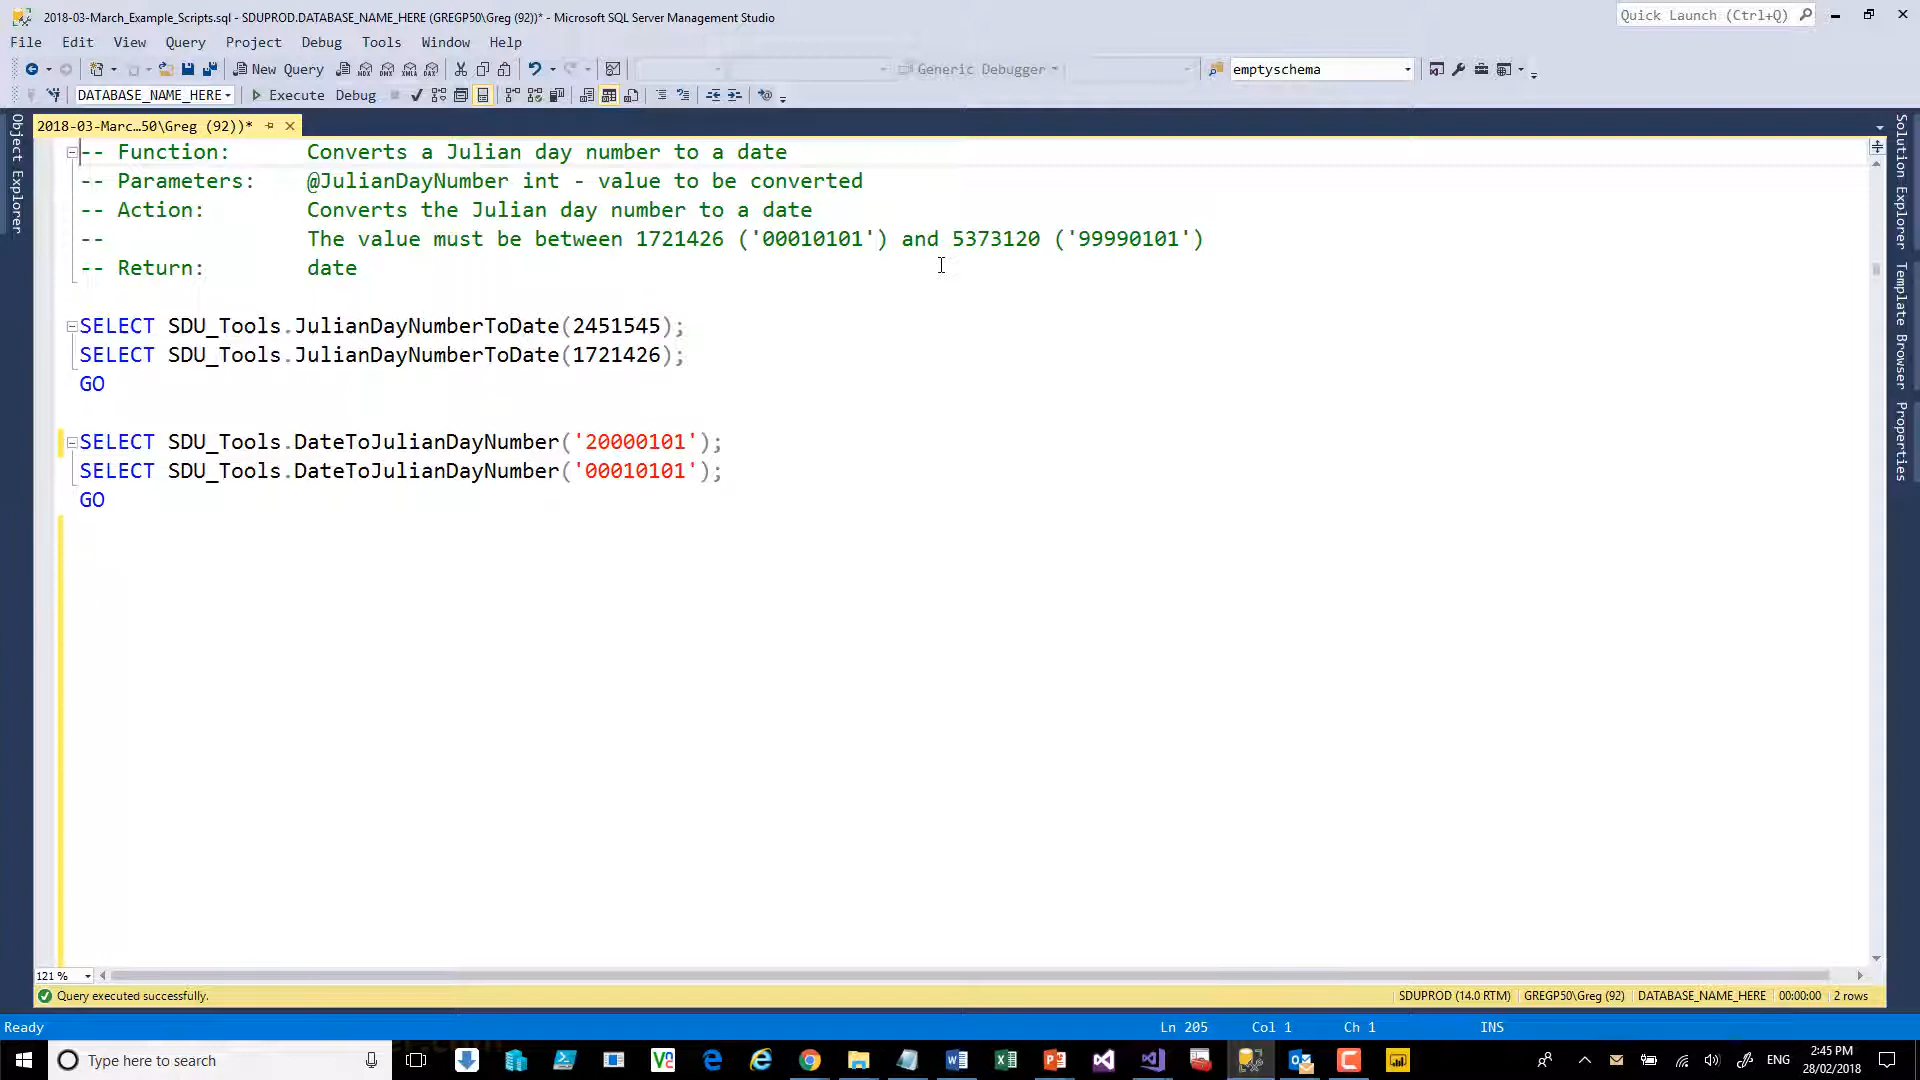 2018-03-March_Example_Scripts.sql - SDUPROD.DATABASE_NAME_HERE (GREGP50\Greg (92))* - Microsoft SQL Server Management Studio
Quick Launch (Ctrl+Q)
File Edit View Query Project Debug Tools Window Help
New Query
Generic Debugger
emptyschema
DATABASE_NAME_HERE
Execute Debug
2018-03-Marc...50\Greg (92))*
Object Explorer
Solution Explorer
Template Browser
Properties
-- Function: Converts a Julian day number to a date
-- Parameters: @JulianDayNumber int - value to be converted
-- Action: Converts the Julian day number to a date
-- The value must be between 1721426 ('00010101') and 5373120 ('99990101')
-- Return: date
SELECT SDU_Tools.JulianDayNumberToDate(2451545);
SELECT SDU_Tools.JulianDayNumberToDate(1721426);
GO
SELECT SDU_Tools.DateToJulianDayNumber('20000101');
SELECT SDU_Tools.DateToJulianDayNumber('00010101');
GO
121 %
Query executed successfully.
SDUPROD (14.0 RTM) GREGP50\Greg (92) DATABASE_NAME_HERE 00:00:00 2 rows
Ready
Ln 205 Col 1 Ch 1 INS
Type here to search
ENG
2:45 PM
28/02/2018